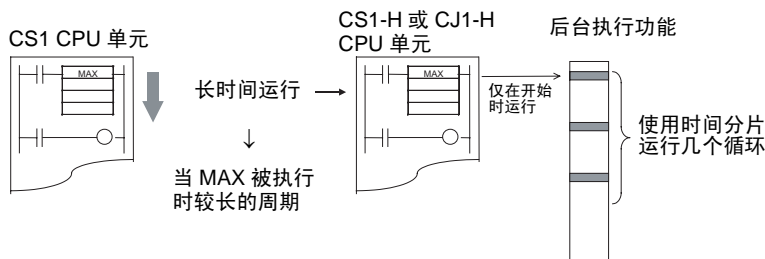 CS1 CPU 单元
MAX
长时间运行
↓
当 MAX 被执行
时较长的周期
CS1-H 或 CJ1-H
CPU 单元
MAX
仅在开始
时运行
后台执行功能
使用时间分片
运行几个循环